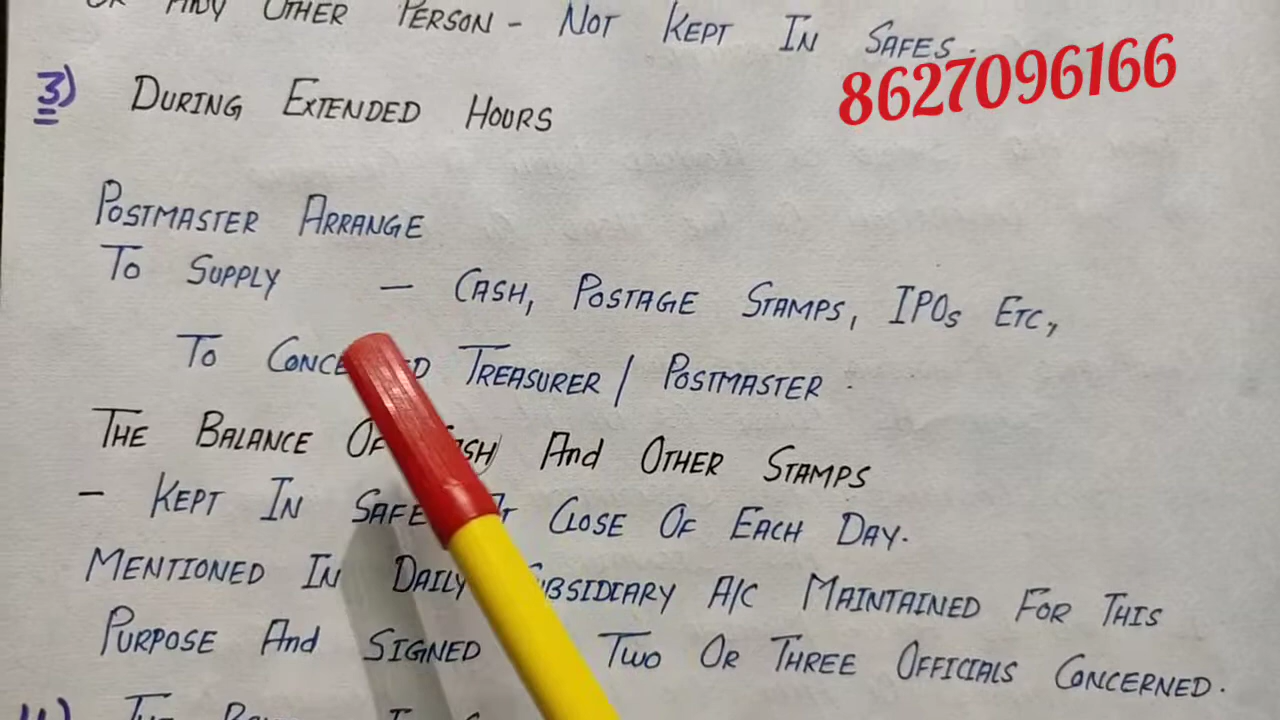 OTHER PERSON - NOT KEPT IN SAFES.
8627096166
3) DURING EXTENDED HOURS
POSTMASTER ARRANGE
TO SUPPLY - CASH, POSTAGE STAMPS, IPOs ETC,
TO TREASURER / POSTMASTER.
THE BALANCE OF AND OTHER STAMPS
- KEPT IN SAFE CLOSE OF EACH DAY.
MENTIONED IN DAILY A/C MAINTAINED FOR THIS
PURPOSE AND SIGNED TWO OR THREE OFFICIALS CONCERNED.